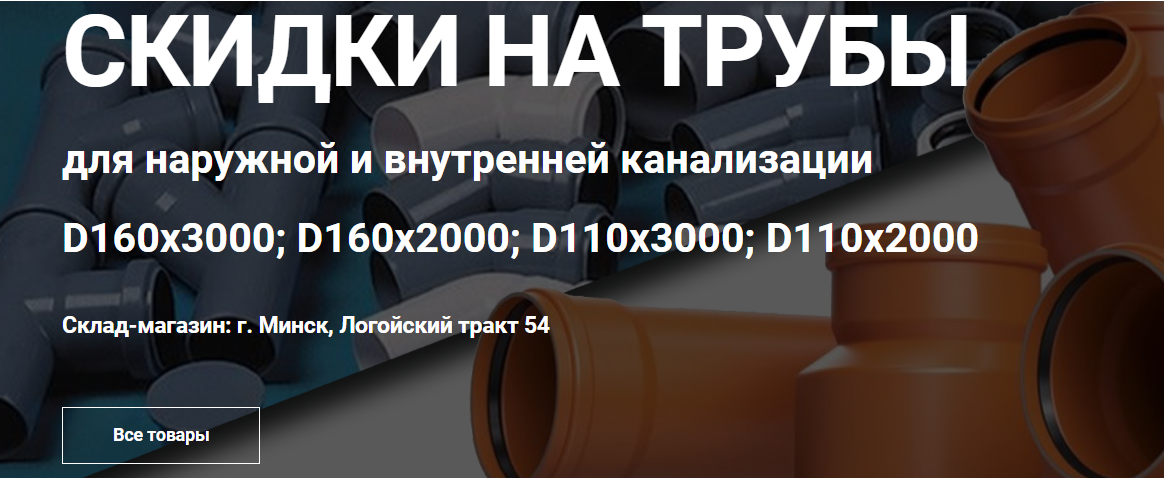 СКИДКИ НА ТРУБЫ
для наружной и внутренней канализации
D160x3000; D160x2000; D110x3000; D110x2000
Склад-магазин: г. Минск, Логойский тракт 54
Все товары